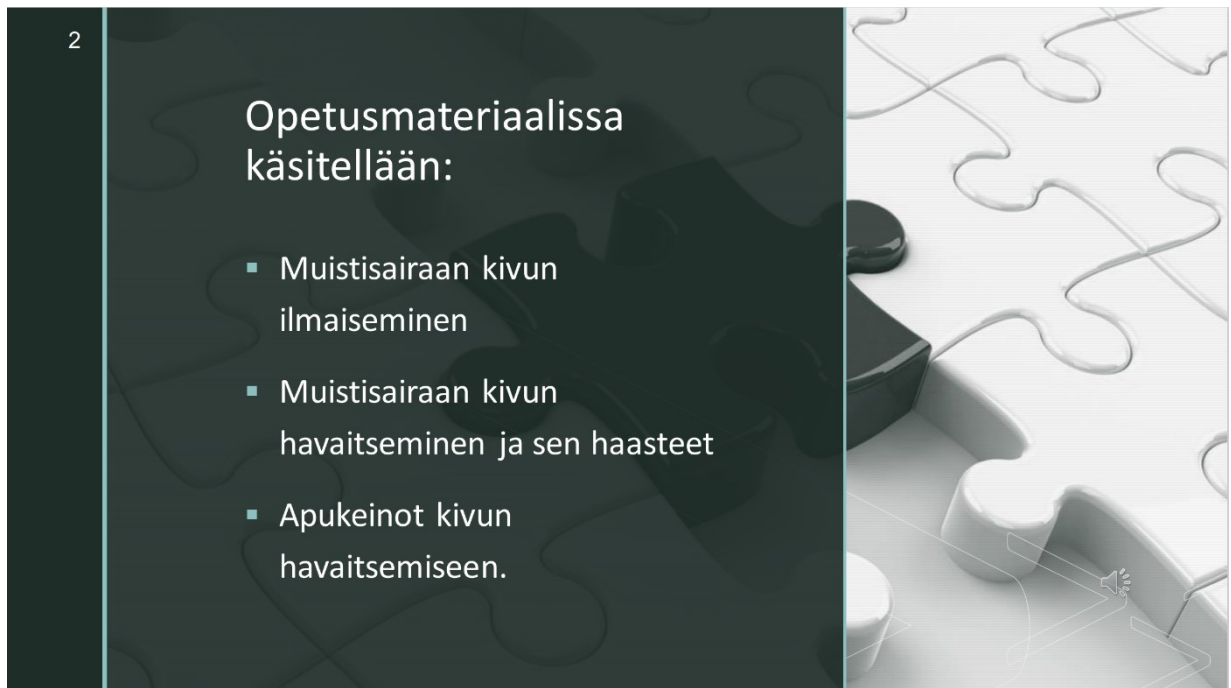 2
Opetusmateriaalissa
käsitellään:
▪ Muistisairaan kivun
ilmaiseminen
▪ Muistisairaan kivun
havaitseminen ja sen haasteet
▪ Apukeinot kivun
havaitsemiseen.